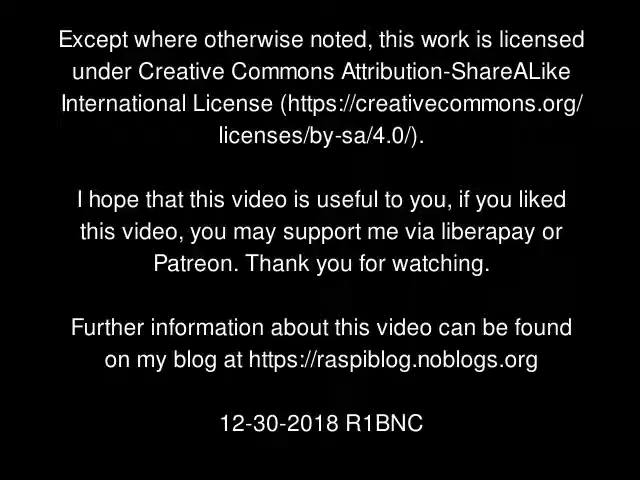 Except where otherwise noted, this work is licensed
under Creative Commons Attribution-ShareALike
International License (https://creativecommons.org/
licenses/by-sa/4.0/).
I hope that this video is useful to you, if you liked
this video, you may support me via liberapay or
Patreon. Thank you for watching.
Further information about this video can be found
on my blog at https://raspiblog.noblogs.org
12-30-2018 R1BNC